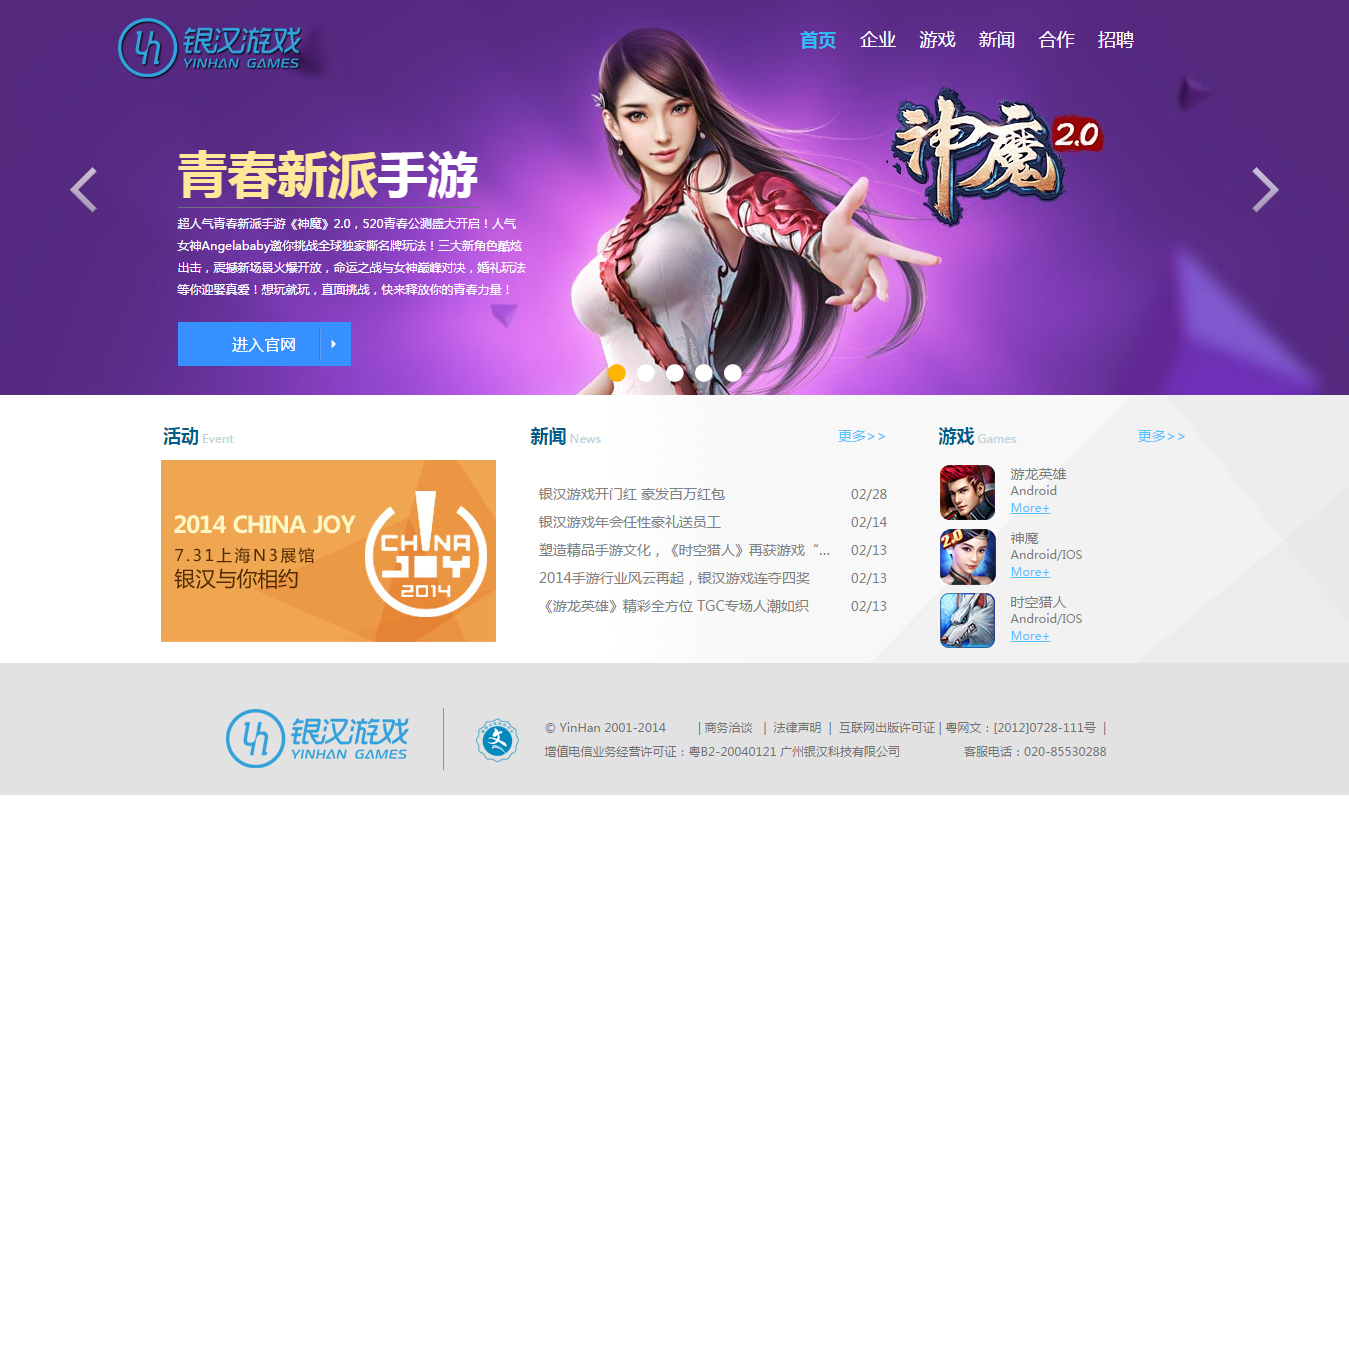 银汉游戏
YINHAN GAMES
首页 企业 游戏 新闻 合作 招聘
神魔 2.0
青春新派手游
超人气青春新派手游《神魔》2.0，520青春公测盛大开启！人气
女神Angelababy邀你挑战全球独家撕名牌玩法！三大新角色酷炫
出击，震撼新场景火爆开放，命运之战与女神巅峰对决，婚礼玩法
等你迎娶真爱！想玩就玩，直面挑战，快来释放你的青春力量！
进入官网
活动 Event
2014 CHINA JOY
7.31上海N3展馆
银汉与你相约
CHINA
JOY
2014
新闻 News 更多>>
银汉游戏开门红 豪发百万红包 02/28
银汉游戏年会任性豪礼送员工 02/14
塑造精品手游文化，《时空猎人》再获游戏“... 02/13
2014手游行业风云再起，银汉游戏连夺四奖 02/13
《游龙英雄》精彩全方位 TGC专场人潮如织 02/13
游戏 Games 更多>>
游龙英雄
Android
More+
2.0
神魔
Android/IOS
More+
时空猎人
Android/IOS
More+
银汉游戏
YINHAN GAMES
© YinHan 2001-2014 | 商务洽谈 | 法律声明 | 互联网出版许可证 | 粤网文：[2012]0728-111号 |
增值电信业务经营许可证：粤B2-20040121 广州银汉科技有限公司 客服电话：020-85530288